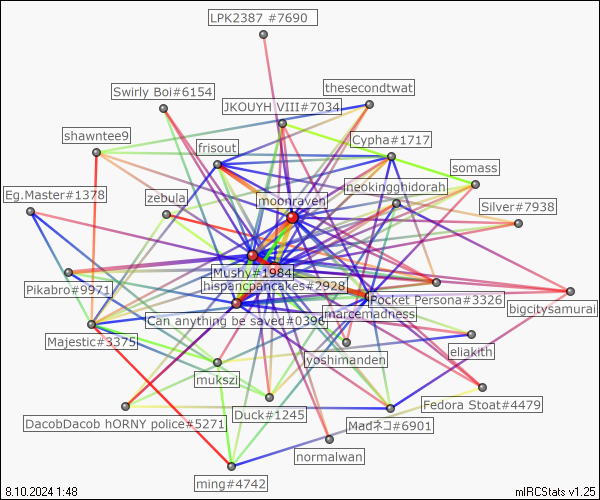 LPK2387 #7690
thesecondtwat
Swirly Boi#6154
JKOUYH VIII#7034
shawntee9
Cypha#1717
frisout
somass
neokingghidorah
Eg.Master#1378
zebula
moonraven
Silver#7938
Mushy#1984
hispancpancakes#2928
Pikabro#9971
Pocket Persona#3326
bigcitysamurai
marcemadness
Can anything be saved#0396
Majestic#3375
yoshimanden
eliakith
mukszi
Fedora Stoat#4479
Duck#1245
DacobDacob hORNY police#5271
Madネコ#6901
normalwan
ming#4742
8.10.2024 1:48
mIRCStats v1.25